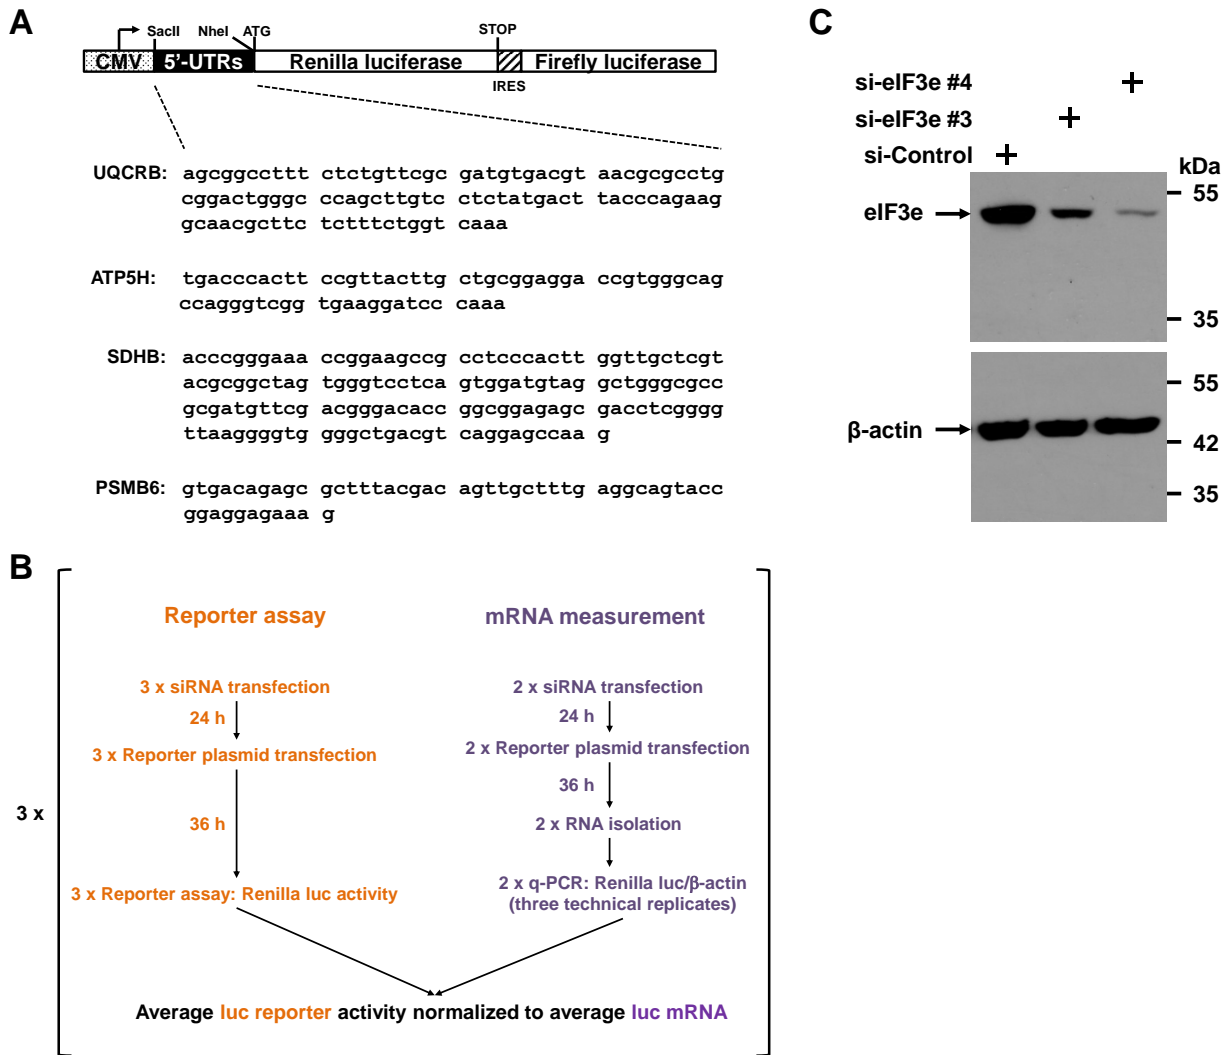 A
SacII NheI ATG STOP
CMV 5’-UTRs Renilla luciferase Firefly luciferase
IRES
UQCRB: agcggccttt ctctgttcgc gatgtgacgt aacgcgcctg
cggactgggc ccagcttgtc ctctatgact tacccagaag
gcaacgcttc tctttctggt caaa
ATP5H: tgacccactt ccgttacttg ctgcggagga ccgtgggcag
ccagggtcgg tgaaggatcc caaa
SDHB: acccgggaaa ccggaagccg cctcccactt ggttgctcgt
acgcggctag tgggtcctca gtggatgtag gctgggcgcc
gcgatgttcg acgggacacc ggcggagagc gacctcgggg
ttaaggggtg gggctgacgt caggagccaa g
PSMB6: gtgacagagc gctttacgac agttgctttg aggcagtacc
ggaggagaaa g
B
Reporter assay mRNA measurement
3 x siRNA transfection 2 x siRNA transfection
24 h 24 h
3 x Reporter plasmid transfection 2 x Reporter plasmid transfection
36 h
3 x 36 h 2 x RNA isolation
3 x Reporter assay: Renilla luc activity 2 x q-PCR: Renilla luc/β-actin
(three technical replicates)
Average luc reporter activity normalized to average luc mRNA
C
si-eIF3e #4 +
si-eIF3e #3 +
si-Control + kDa
eIF3e 55
35
55
β-actin 42
35